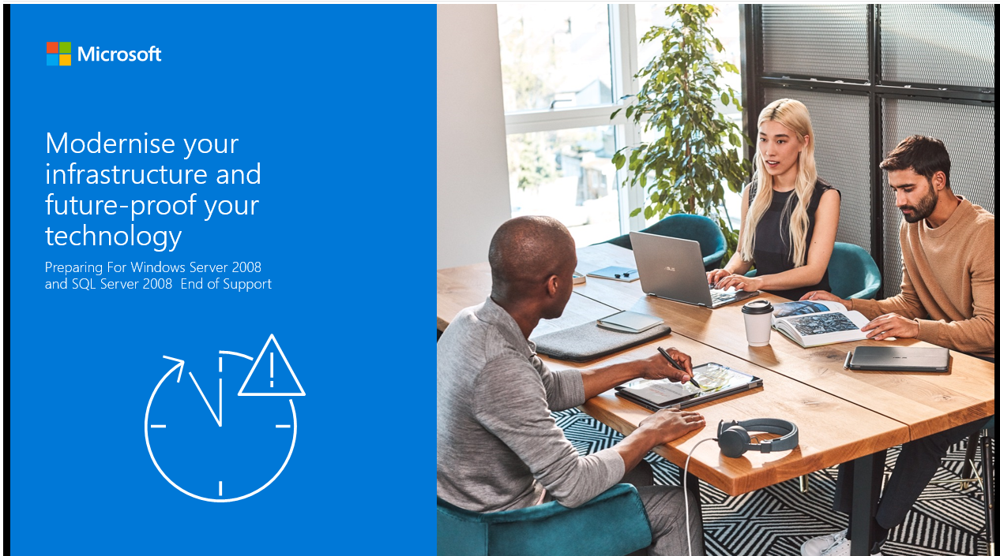 Microsoft
Modernise your
infrastructure and
future-proof your
technology
Preparing For Windows Server 2008
and SQL Server 2008  End of Support
ASUS